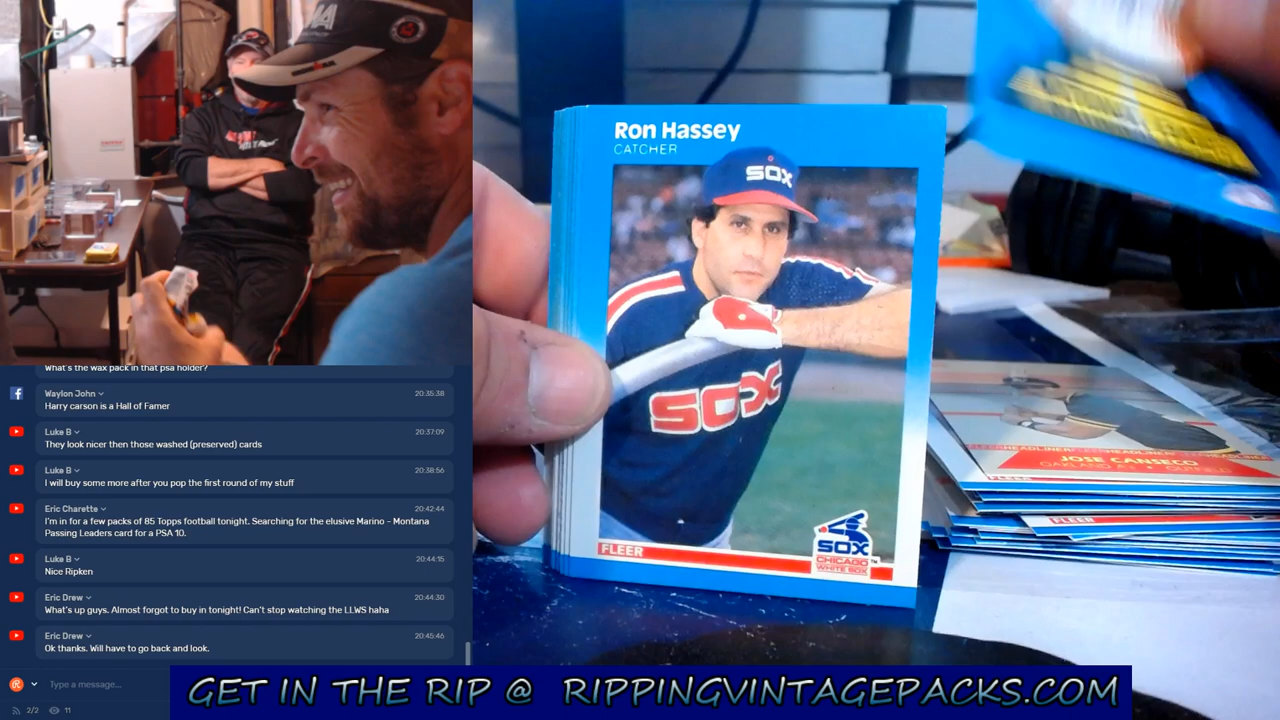 What's the wax pack in that psa holder?
Waylon John
20:35:38
Harry carson is a Hall of Famer
Luke B
20:37:09
They look nicer then those washed (preserved) cards
Luke B
20:38:56
I will buy some more after you pop the first round of my stuff
Eric Charette
20:42:44
I'm in for a few packs of 85 Topps football tonight. Searching for the elusive Marino - Montana
Passing Leaders card for a PSA 10.
Luke B
20:44:15
Nice Ripken
Eric Drew
20:44:30
What's up guys. Almost forgot to buy in tonight! Can't stop watching the LLWS haha
Eric Drew
20:45:46
Ok thanks. Will have to go back and look.
Type a message...
2/2
11
Ron Hassey
CATCHER
SOX
SOX
FLEER
SOX
CHICAGO
WHITE SOX
TM
JOSE CANSECO
OAKLAND A'S • OUTFIELD
FLEER
FLEER
GET IN THE RIP @ RIPPINGVINTAGEPACKS.COM